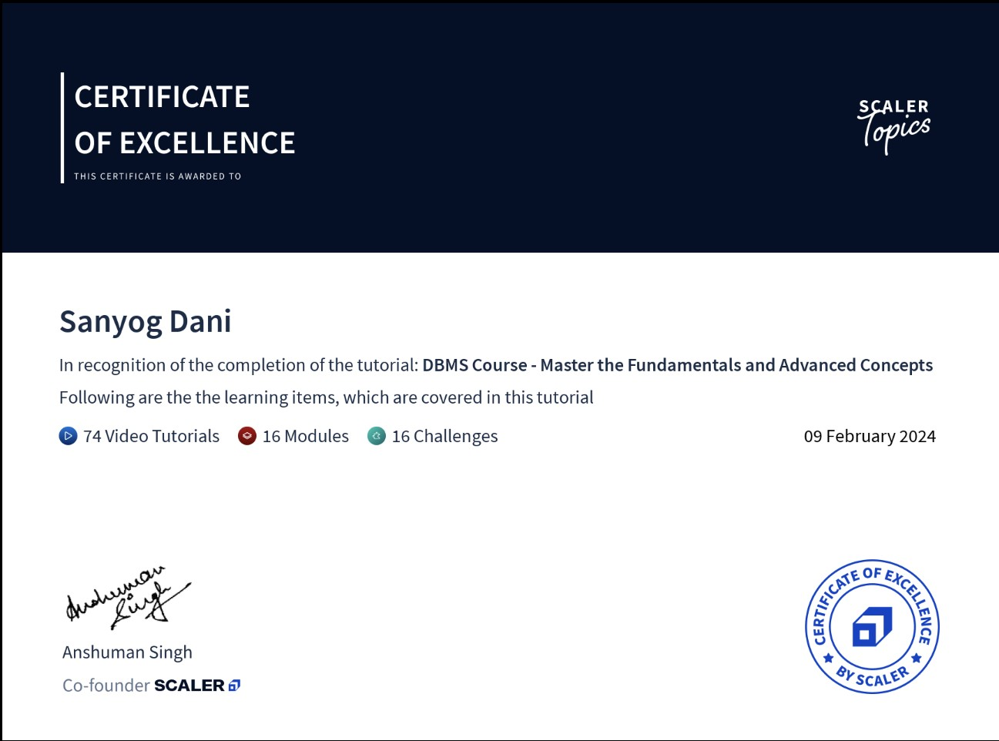 CERTIFICATE
OF EXCELLENCE
THIS CERTIFICATE IS AWARDED TO
SCALER
Topics
Sanyog Dani
In recognition of the completion of the tutorial: DBMS Course - Master the Fundamentals and Advanced Concepts
Following are the the learning items, which are covered in this tutorial
74 Video Tutorials 16 Modules 16 Challenges 09 February 2024
Anshuman
Singh
Anshuman Singh
Co-founder SCALER
CERTIFICATE OF EXCELLENCE
BY SCALER